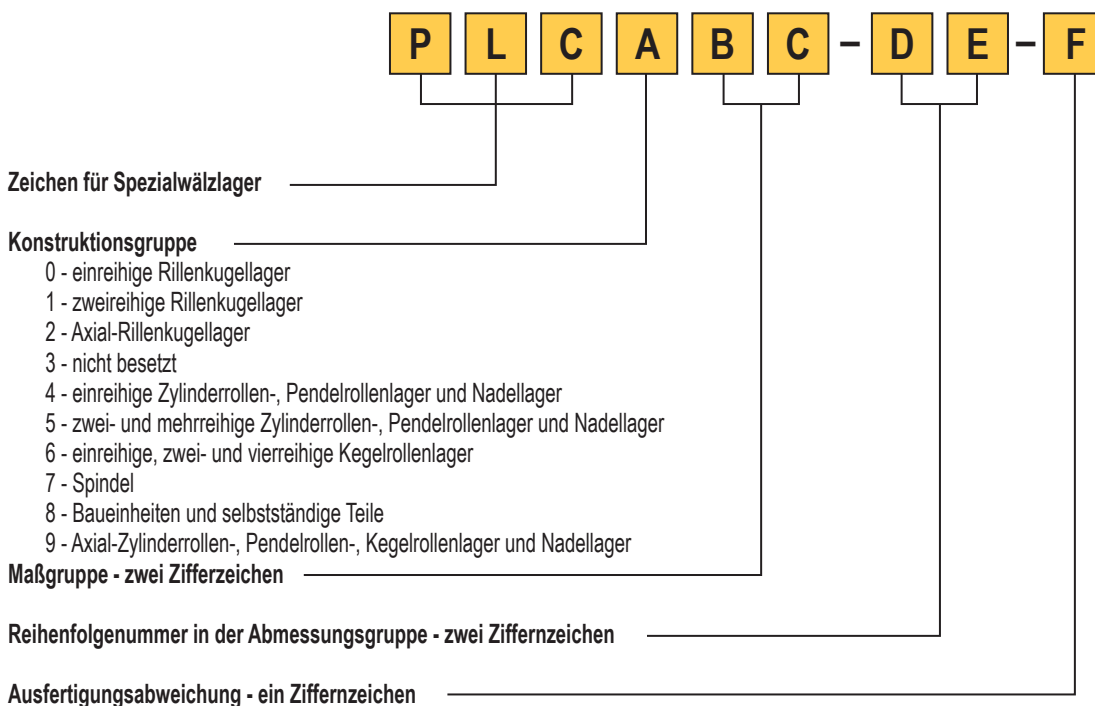 P L C A B C – D E – F
Zeichen für Spezialwälzlager
Konstruktionsgruppe
0 - einreihige Rillenkugellager
1 - zweireihige Rillenkugellager
2 - Axial-Rillenkugellager
3 - nicht besetzt
4 - einreihige Zylinderrollen-, Pendelrollenlager und Nadellager
5 - zwei- und mehrreihige Zylinderrollen-, Pendelrollenlager und Nadellager
6 - einreihige, zwei- und vierreihige Kegelrollenlager
7 - Spindel
8 - Baueinheiten und selbstständige Teile
9 - Axial-Zylinderrollen-, Pendelrollen-, Kegelrollenlager und Nadellager
Maßgruppe - zwei Zifferzeichen
Reihenfolgenummer in der Abmessungsgruppe - zwei Ziffernzeichen
Ausfertigungsabweichung - ein Ziffernzeichen